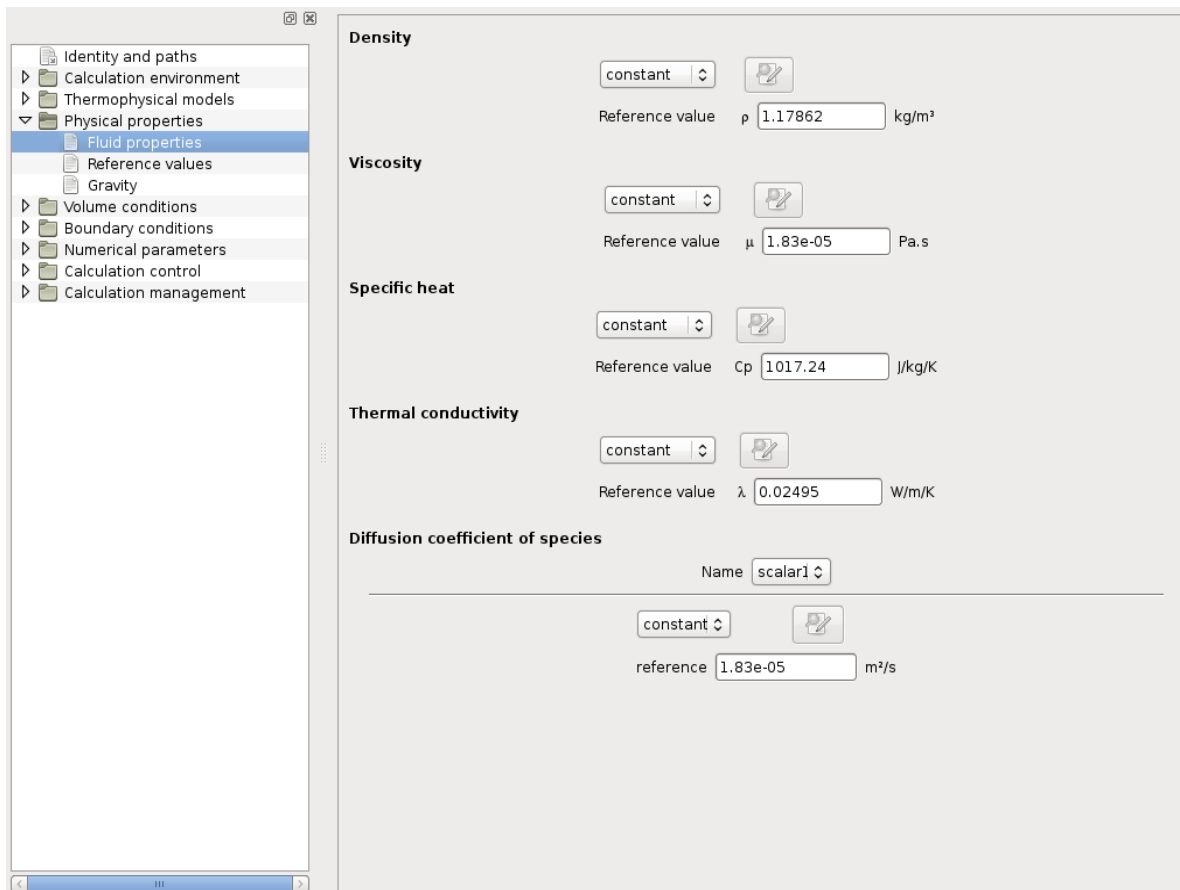 Identity and paths
Calculation environment
Thermophysical models
Physical properties
Fluid properties
Reference values
Gravity
Volume conditions
Boundary conditions
Numerical parameters
Calculation control
Calculation management
Density
constant
Reference value ρ 1.17862 kg/m³
Viscosity
constant
Reference value μ 1.83e-05 Pa.s
Specific heat
constant
Reference value Cp 1017.24 J/kg/K
Thermal conductivity
constant
Reference value λ 0.02495 W/m/K
Diffusion coefficient of species
Name scalar1
constant
reference 1.83e-05 m²/s